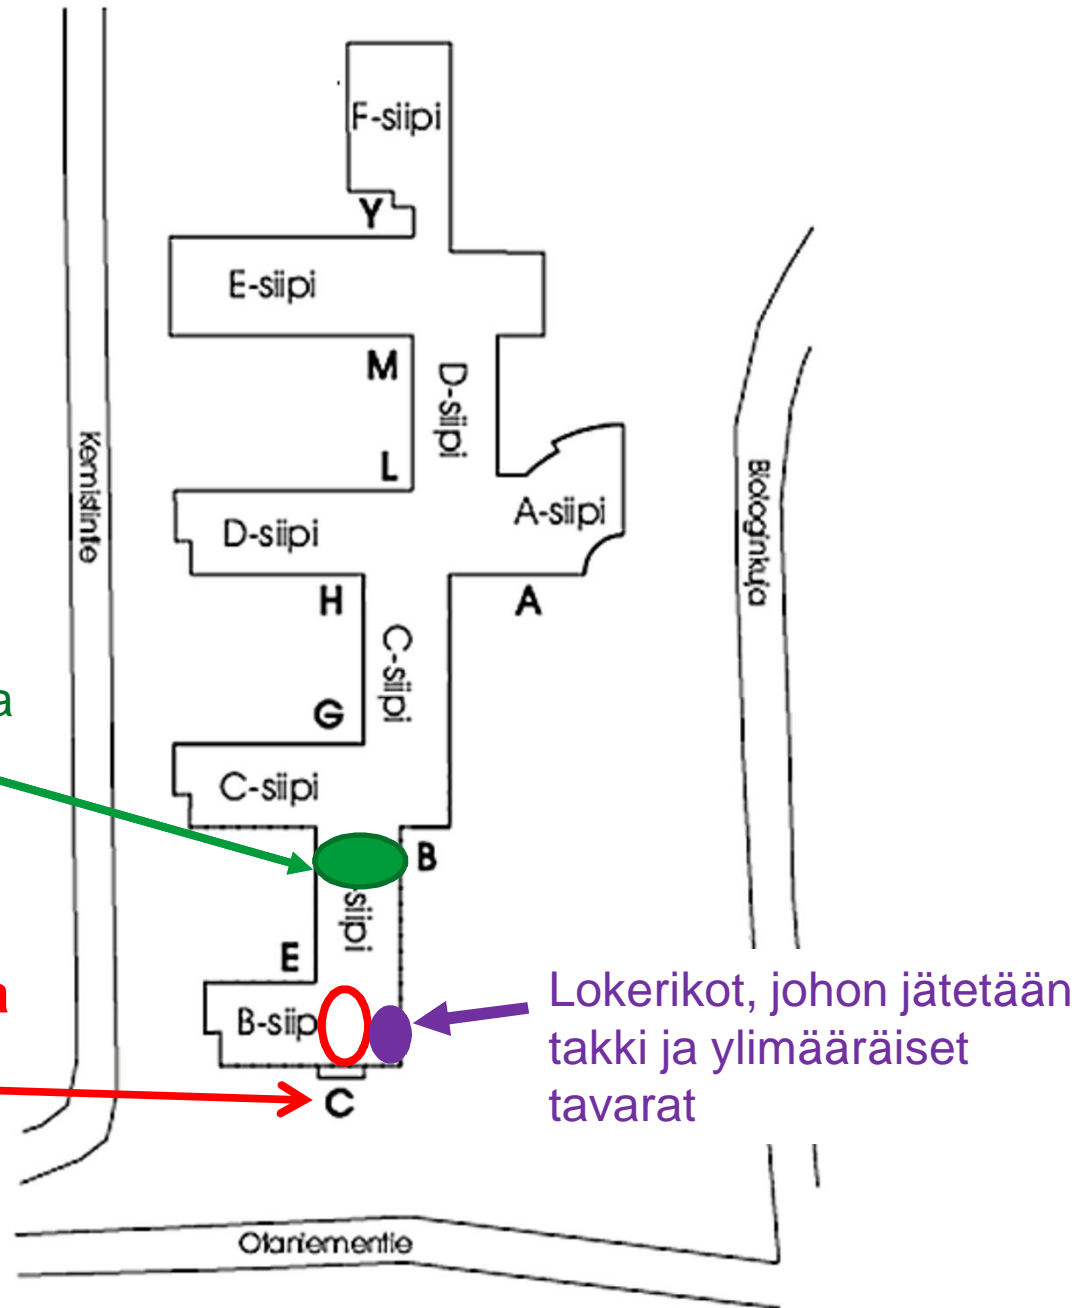 F-siipi
Y
E-siipi
M
D-siipi
L
Kemistintie
A-siipi
D-siipi
Biologinkuja
H
A
C-siipi
a
G
C-siipi
B
siipi
E
a
B-siip
Lokerikot, johon jätetään
takki ja ylimääräiset
tavarat
C
Otaniementie